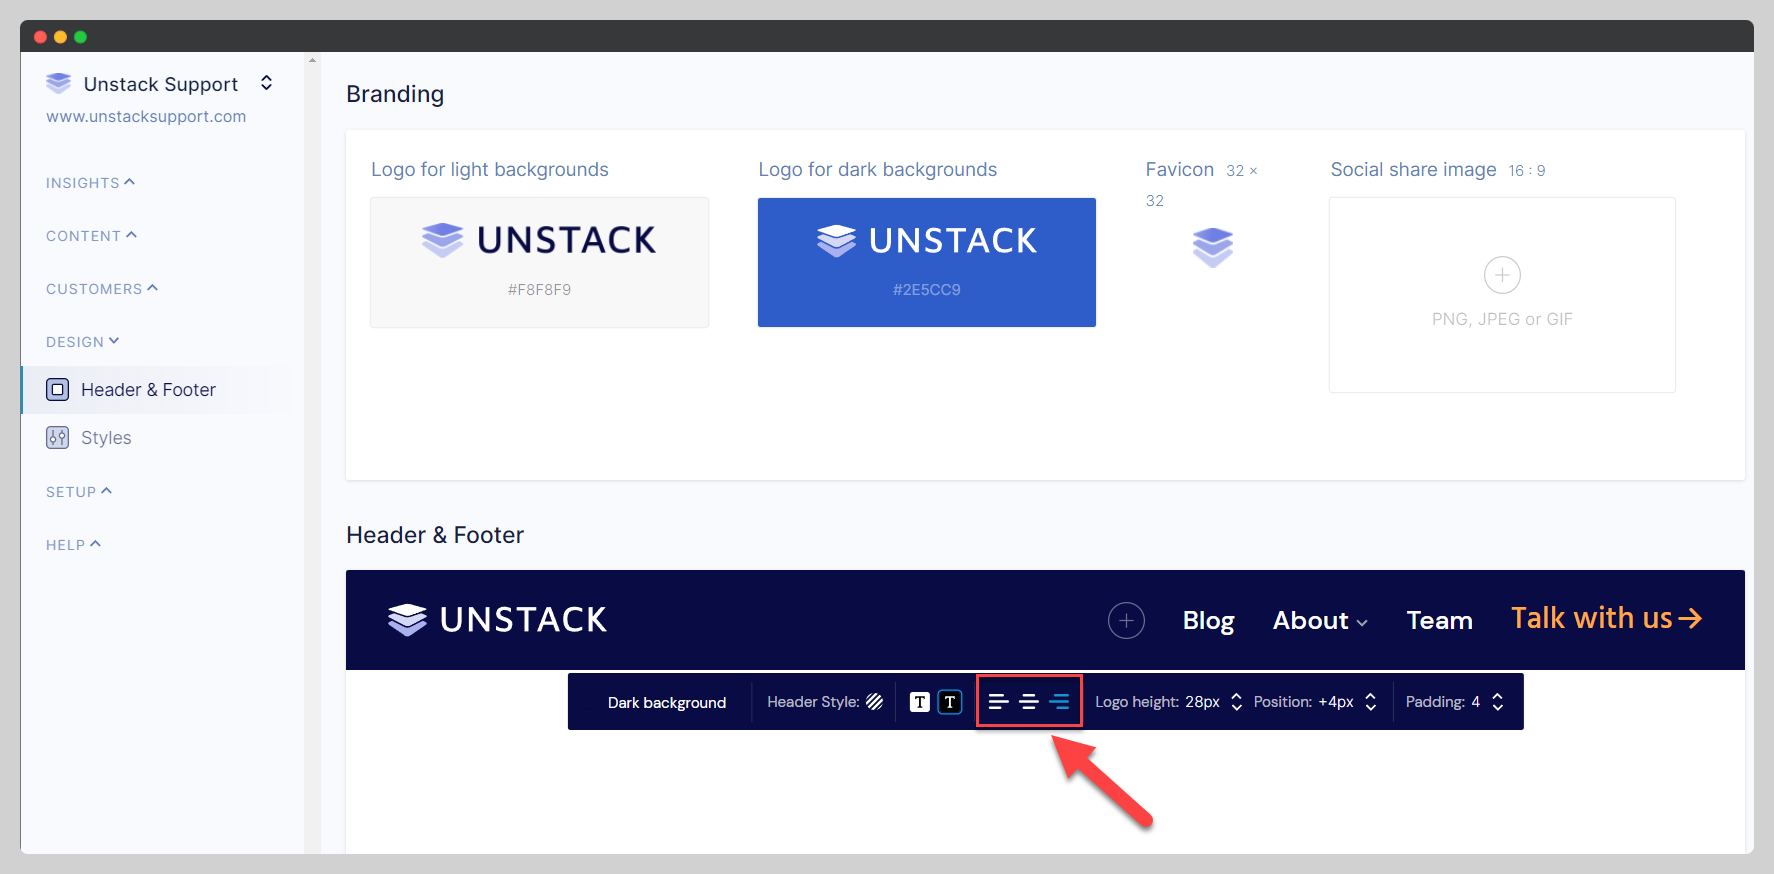 Unstack Support
www.unstacksupport.com
INSIGHTS
CONTENT
CUSTOMERS
DESIGN
Header & Footer
Styles
SETUP
HELP
Branding
Logo for light backgrounds
UNSTACK
#F8F8F9
Logo for dark backgrounds
UNSTACK
#2E5CC9
Favicon 32 ×
32
Social share image 16 : 9
PNG, JPEG or GIF
Header & Footer
UNSTACK
Blog About Team Talk with us→
Dark background Header Style: T T Logo height: 28px Position: +4px Padding: 4